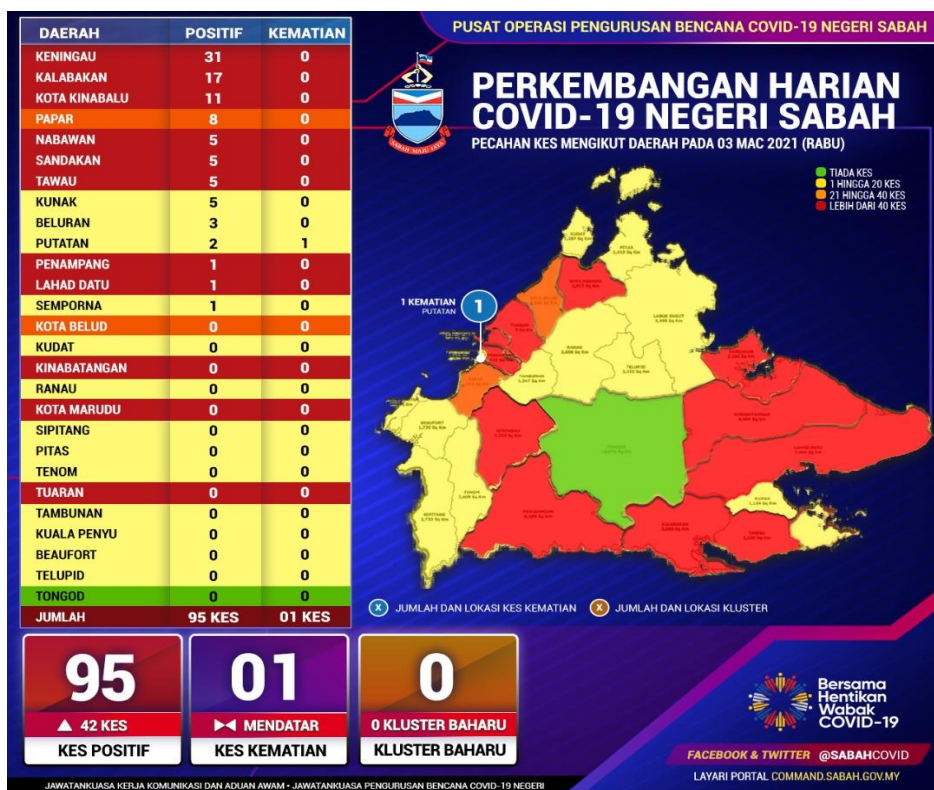 PUSAT OPERASI PENGURUSAN BENCANA COVID-19 NEGERI SABAH
PERKEMBANGAN HARIAN
COVID-19 NEGERI SABAH
PECAHAN KES MENGIKUT DAERAH PADA 03 MAC 2021 (RABU)
SABAH MAJU JAYA
DAERAH POSITIF KEMATIAN
KENINGAU 31 0
KALABAKAN 17 0
KOTA KINABALU 11 0
PAPAR 8 0
NABAWAN 5 0
SANDAKAN 5 0
TAWAU 5 0
KUNAK 5 0
BELURAN 3 0
PUTATAN 2 1
PENAMPANG 1 0
LAHAD DATU 1 0
SEMPORNA 1 0
KOTA BELUD 0 0
KUDAT 0 0
KINABATANGAN 0 0
RANAU 0 0
KOTA MARUDU 0 0
SIPITANG 0 0
PITAS 0 0
TENOM 0 0
TUARAN 0 0
TAMBUNAN 0 0
KUALA PENYU 0 0
BEAUFORT 0 0
TELUPID 0 0
TONGOD 0 0
JUMLAH 95 KES 01 KES
TIADA KES
1 HINGGA 20 KES
21 HINGGA 40 KES
LEBIH DARI 40 KES
1 KEMATIAN
PUTATAN
1
X JUMLAH DAN LOKASI KES KEMATIAN
X JUMLAH DAN LOKASI KLUSTER
95
▲ 42 KES
KES POSITIF
01
MENDATAR
KES KEMATIAN
0
0 KLUSTER BAHARU
KLUSTER BAHARU
Bersama
Hentikan
Wabak
COVID-19
FACEBOOK & TWITTER @SABAHCOVID
LAYARI PORTAL COMMAND.SABAH.GOV.MY
JAWATANKUASA KERJA KOMUNIKASI DAN ADUAN AWAM • JAWATANKUASA PENGURUSAN BENCANA COVID-19 NEGERI